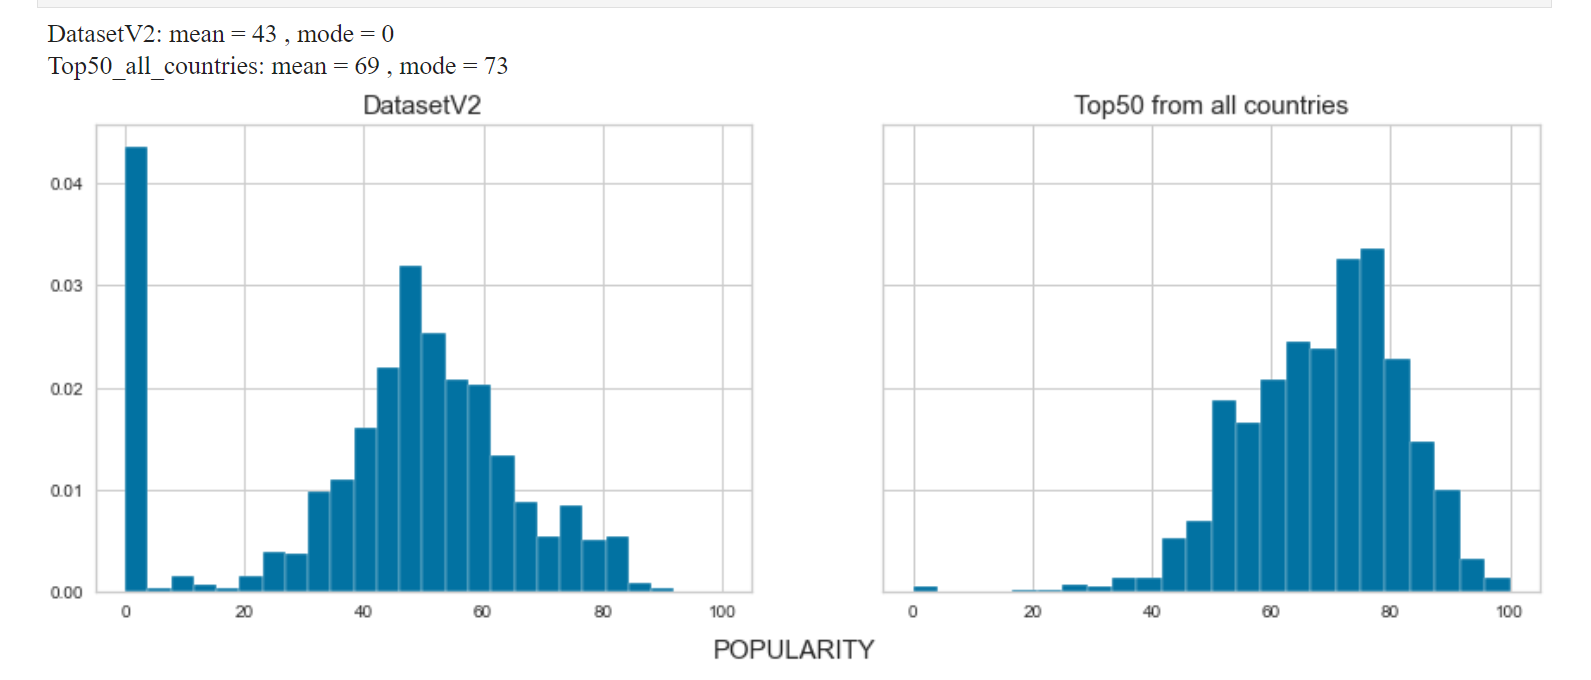 DatasetV2: mean = 43 , mode = 0
Top50_all_countries: mean = 69 , mode = 73
DatasetV2
Top50 from all countries
0.04
0.03
0.02
0.01
0.00
0 20 40 60 80 100
0 20 40 60 80 100
POPULARITY